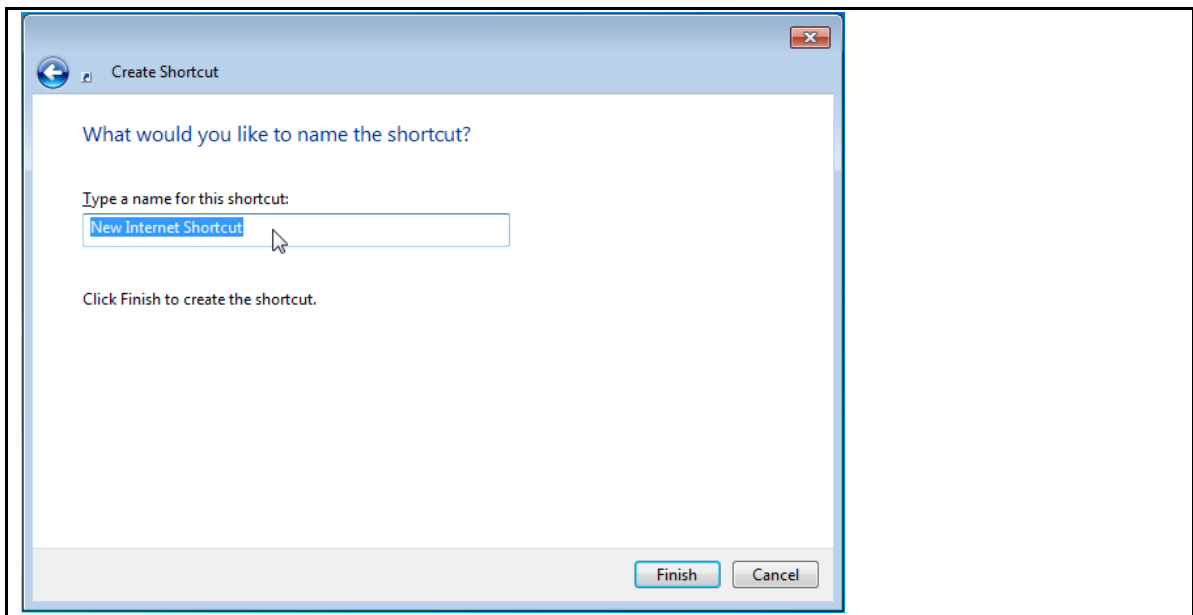 Create Shortcut
What would you like to name the shortcut?
Type a name for this shortcut:
New Internet Shortcut
Click Finish to create the shortcut.
Finish Cancel